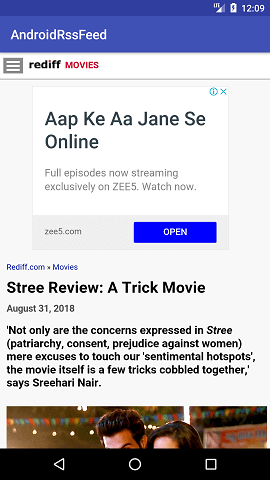 12:09
AndroidRssFeed
rediff MOVIES
Aap Ke Aa Jane Se
Online
Full episodes now streaming
exclusively on ZEE5. Watch now.
zee5.com
OPEN
Rediff.com » Movies
Stree Review: A Trick Movie
August 31, 2018
'Not only are the concerns expressed in Stree
(patriarchy, consent, prejudice against women)
mere excuses to touch our 'sentimental hotspots',
the movie itself is a few tricks cobbled together,'
says Sreehari Nair.